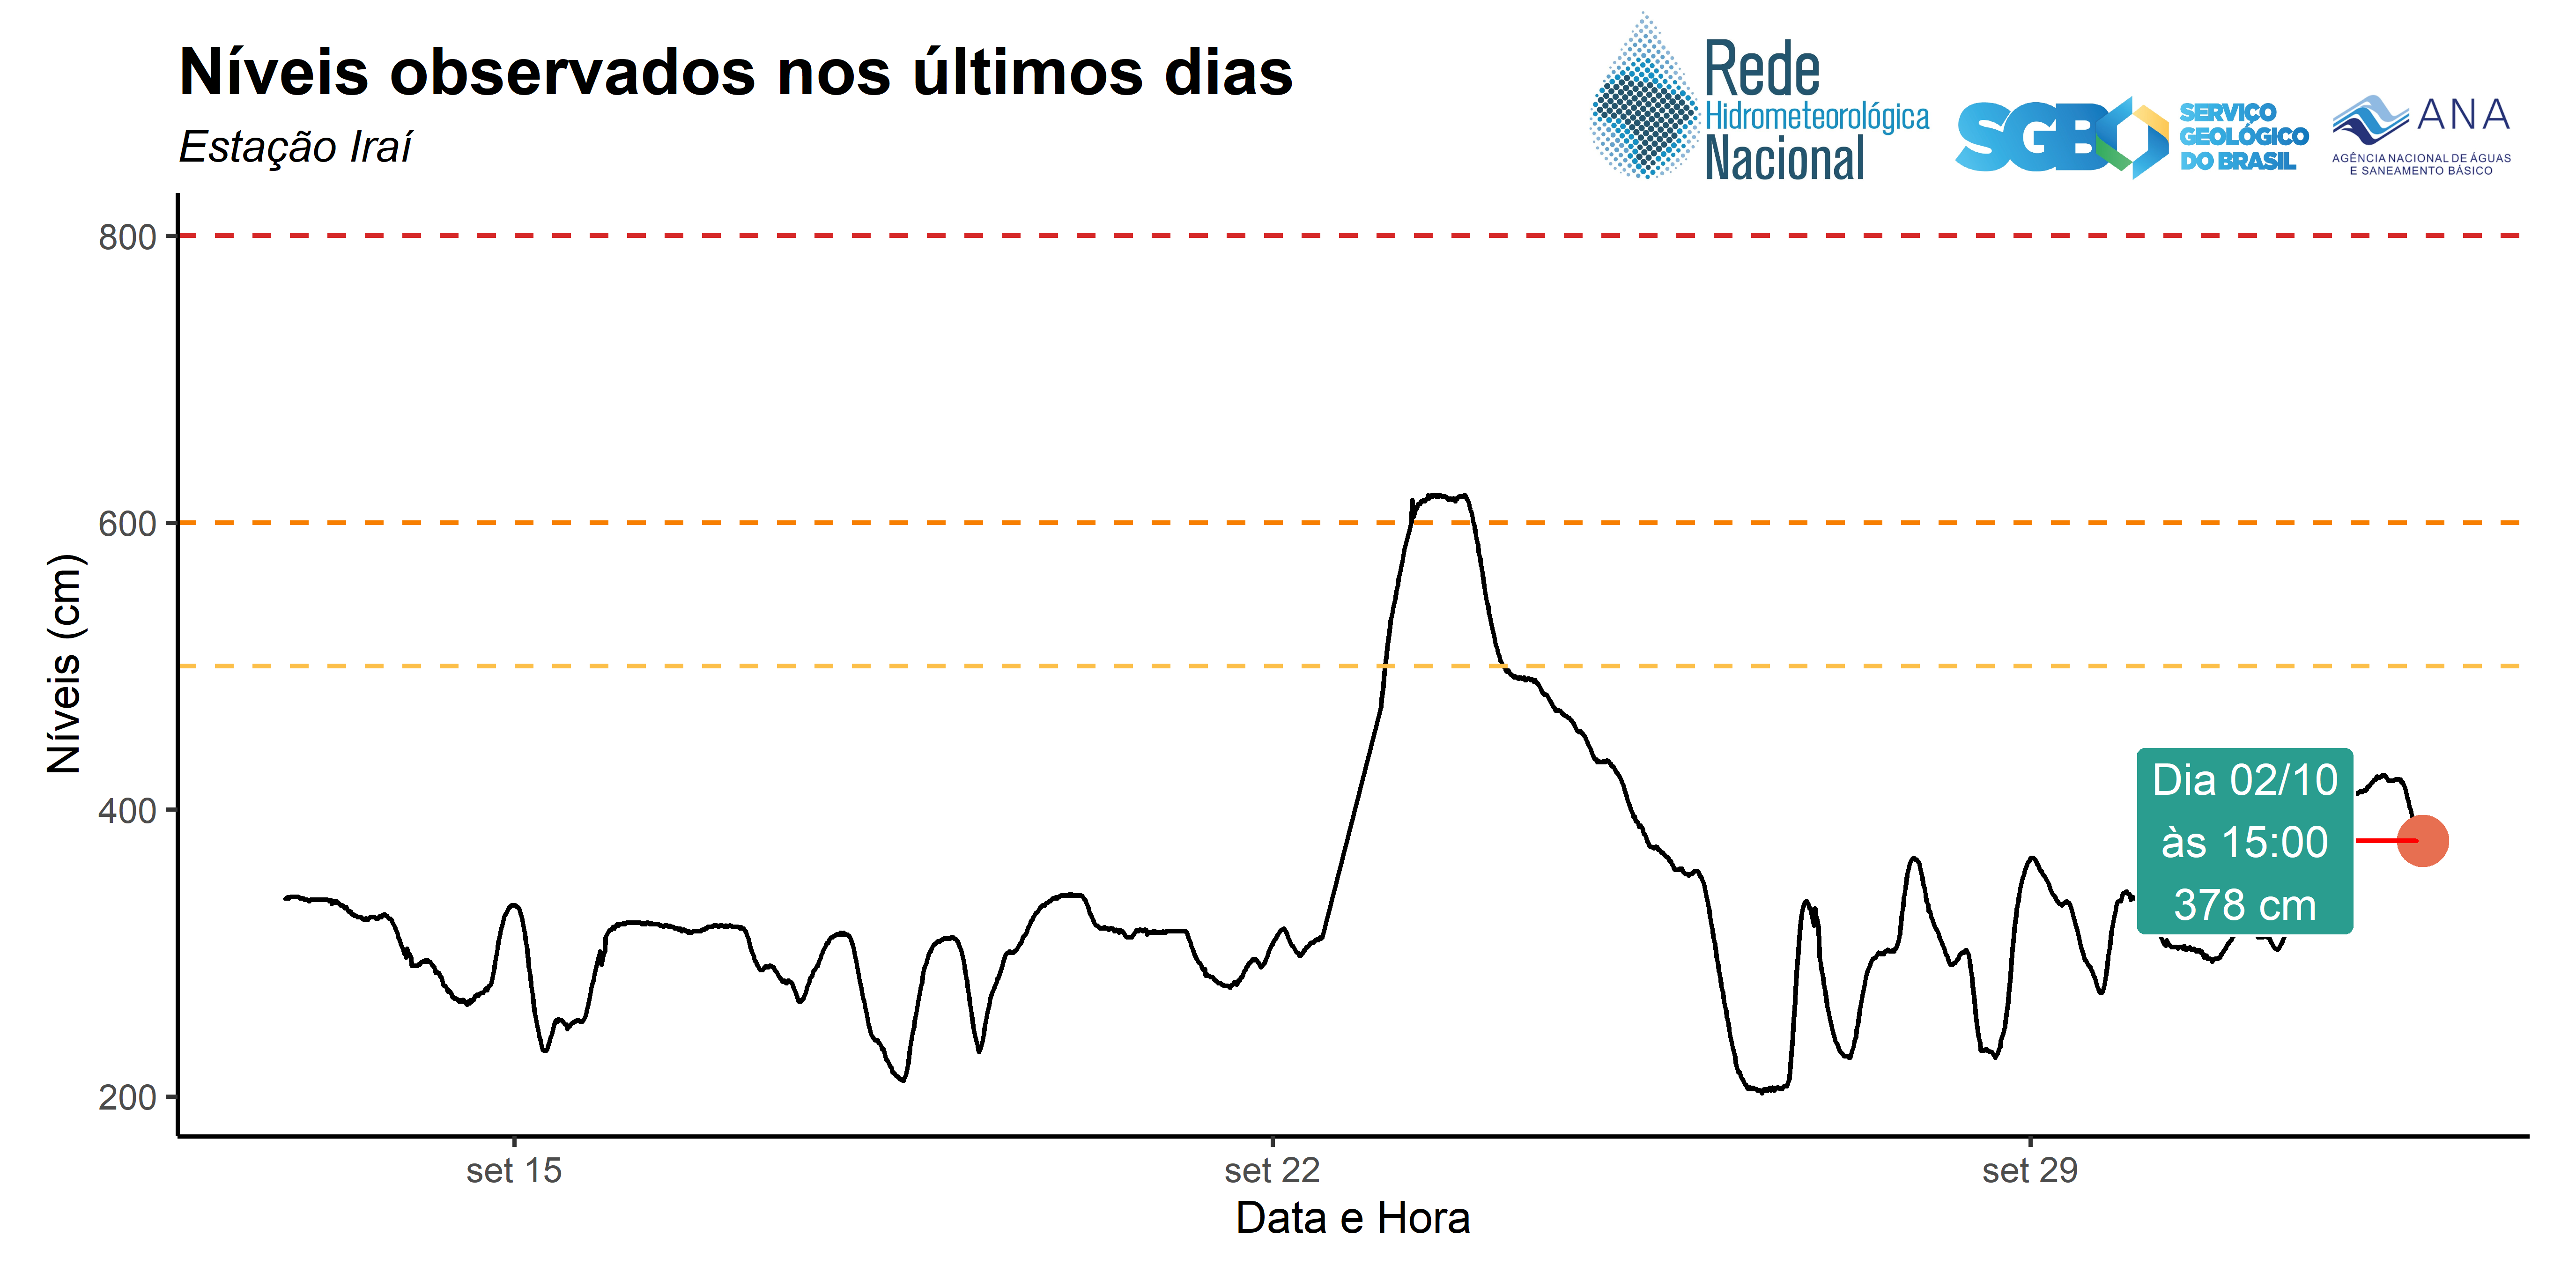 Níveis observados nos últimos dias
Estação Iraí
Rede
Hidrometeorológica
Nacional
SGB
SERVIÇO
GEOLÓGICO
DO BRASIL
ANA
AGÊNCIA NACIONAL DE ÁGUAS
E SANEAMENTO BÁSICO
Níveis (cm)
800
600
400
200
Dia 02/10
às 15:00
378 cm
set 15
set 22
set 29
Data e Hora